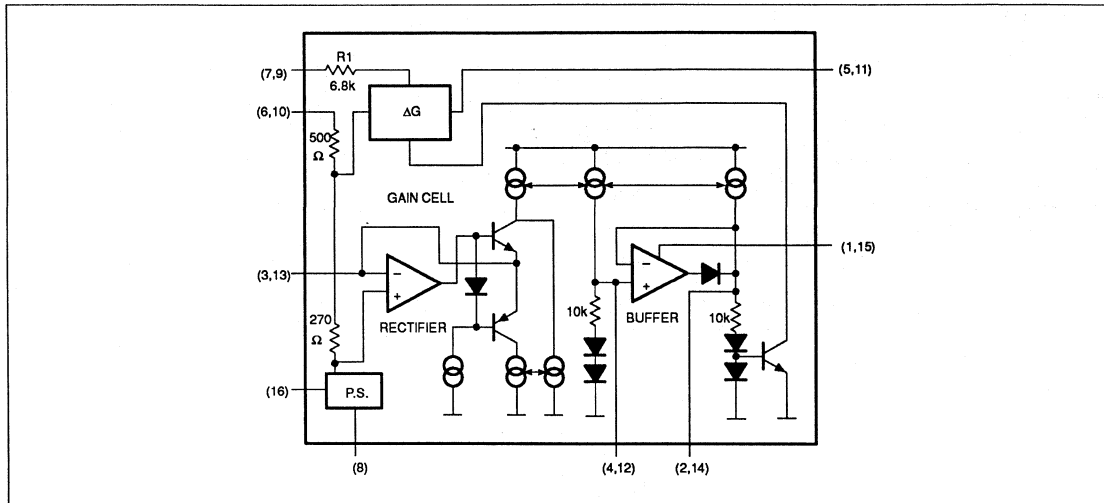 R1
(7,9)
6.8k
(5,11)
(6,10)
ΔG
500
Ω
GAIN CELL
(3,13)
−
+
RECTIFIER
−
+
BUFFER
(1,15)
10k
10k
270
Ω
(16)
P.S.
(8)
(4,12)
(2,14)